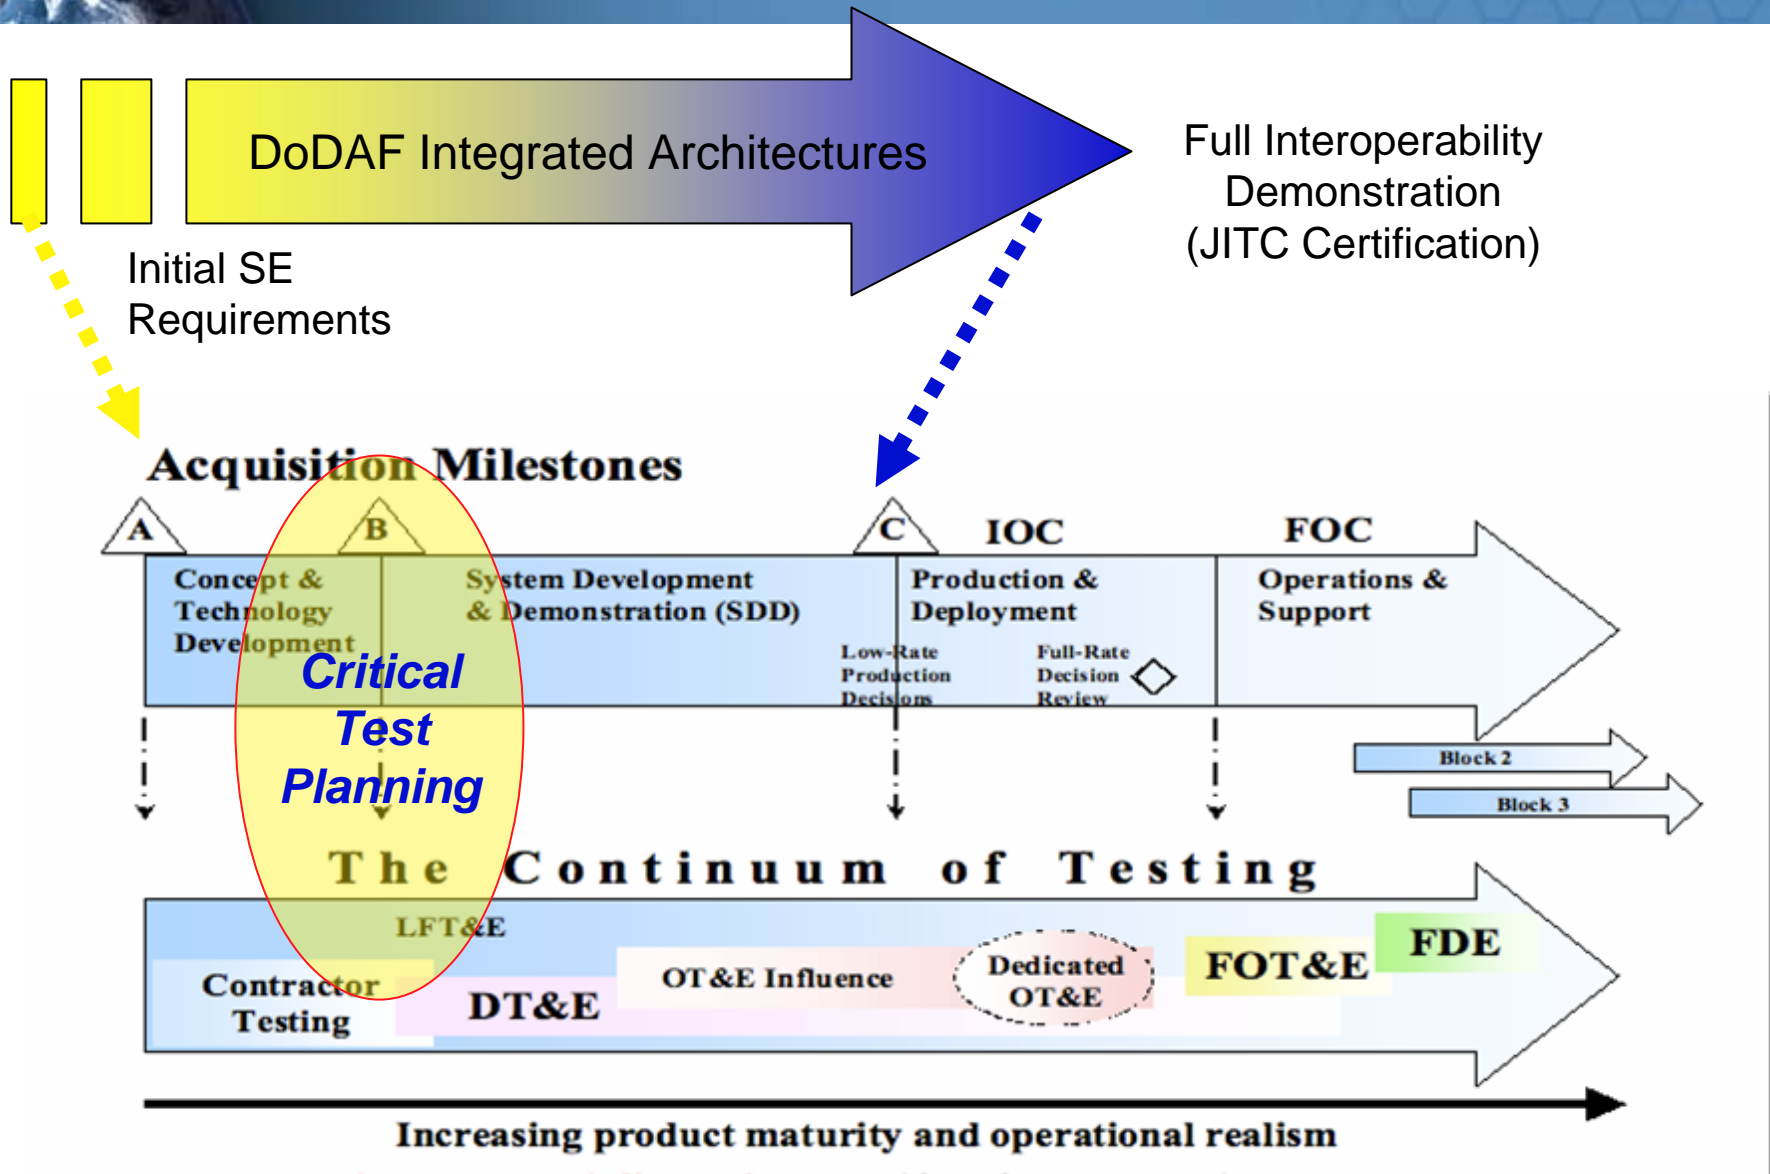 DoDAF Integrated Architectures
Full Interoperability
Demonstration
(JITC Certification)
Initial SE
Requirements
Acquisition Milestones
A
B
C
IOC
FOC
Concept &
Technology
Development
System Development
& Demonstration (SDD)
Production &
Deployment
Operations &
Support
Low-Rate
Production
Decisions
Full-Rate
Decision
Review
Critical
Test
Planning
Block 2
Block 3
The Continuum of Testing
LFT&E
Contractor
Testing
DT&E
OT&E Influence
Dedicated
OT&E
FOT&E
FDE
Increasing product maturity and operational realism